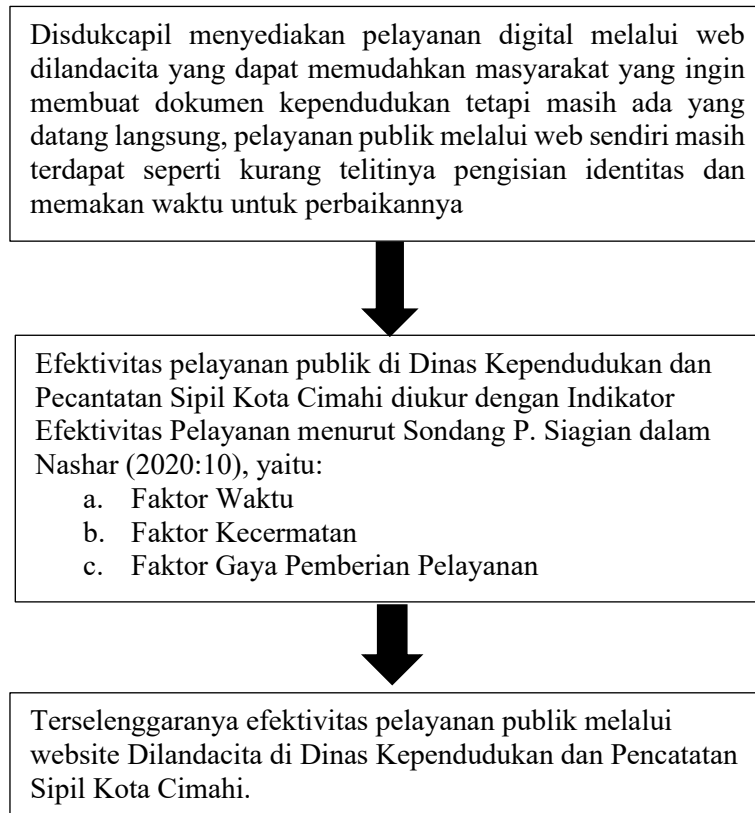 Disdukcapil menyediakan pelayanan digital melalui web
dilandacita yang dapat memudahkan masyarakat yang ingin
membuat dokumen kependudukan tetapi masih ada yang
datang langsung, pelayanan publik melalui web sendiri masih
terdapat seperti kurang telitinya pengisian identitas dan
memakan waktu untuk perbaikannya
Efektivitas pelayanan publik di Dinas Kependudukan dan
Pecantatan Sipil Kota Cimahi diukur dengan Indikator
Efektivitas Pelayanan menurut Sondang P. Siagian dalam
Nashar (2020:10), yaitu:
a. Faktor Waktu
b. Faktor Kecermatan
c. Faktor Gaya Pemberian Pelayanan
Terselenggaranya efektivitas pelayanan publik melalui
website Dilandacita di Dinas Kependudukan dan Pencatatan
Sipil Kota Cimahi.